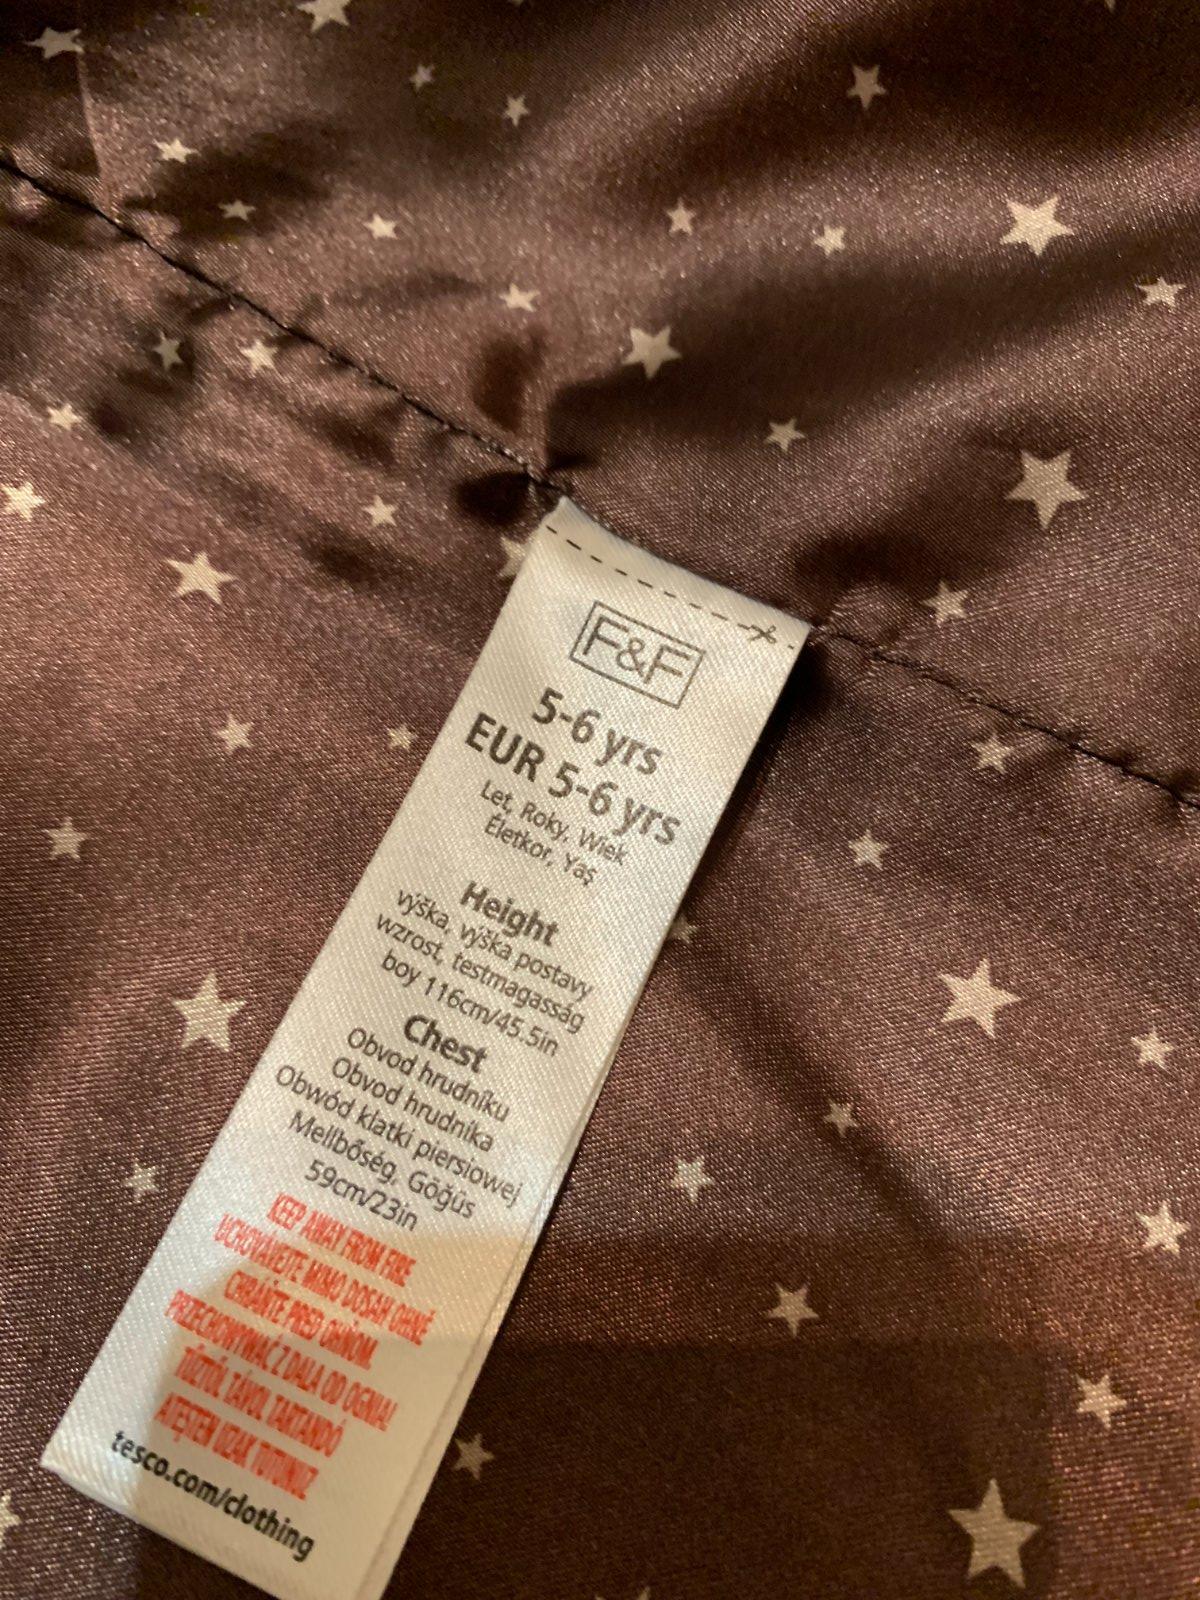 F&F
5-6 yrs
EUR 5-6 yrs
Let, Roky, Wiek
Életkor, Yaş
Height
výška, výška postavy
wzrost, testmagasság
boy 116cm/45.5in
Chest
Obvod hrudníku
Obvod hrudníka
Obwód klatki piersiowej
Mellbőség, Göğüs
59cm/23in
KEEP AWAY FROM FIRE
UCHOVÁVEJTE MIMO DOSAH OHNĚ
CHRÁŇTE PRED OHŇOM.
PRZECHOWYWAĆ Z DALA OD OGNIA!
TŰZTŐL TÁVOL TARTANDÓ
ATEŞTEN UZAK TUTUNUZ
tesco.com/clothing